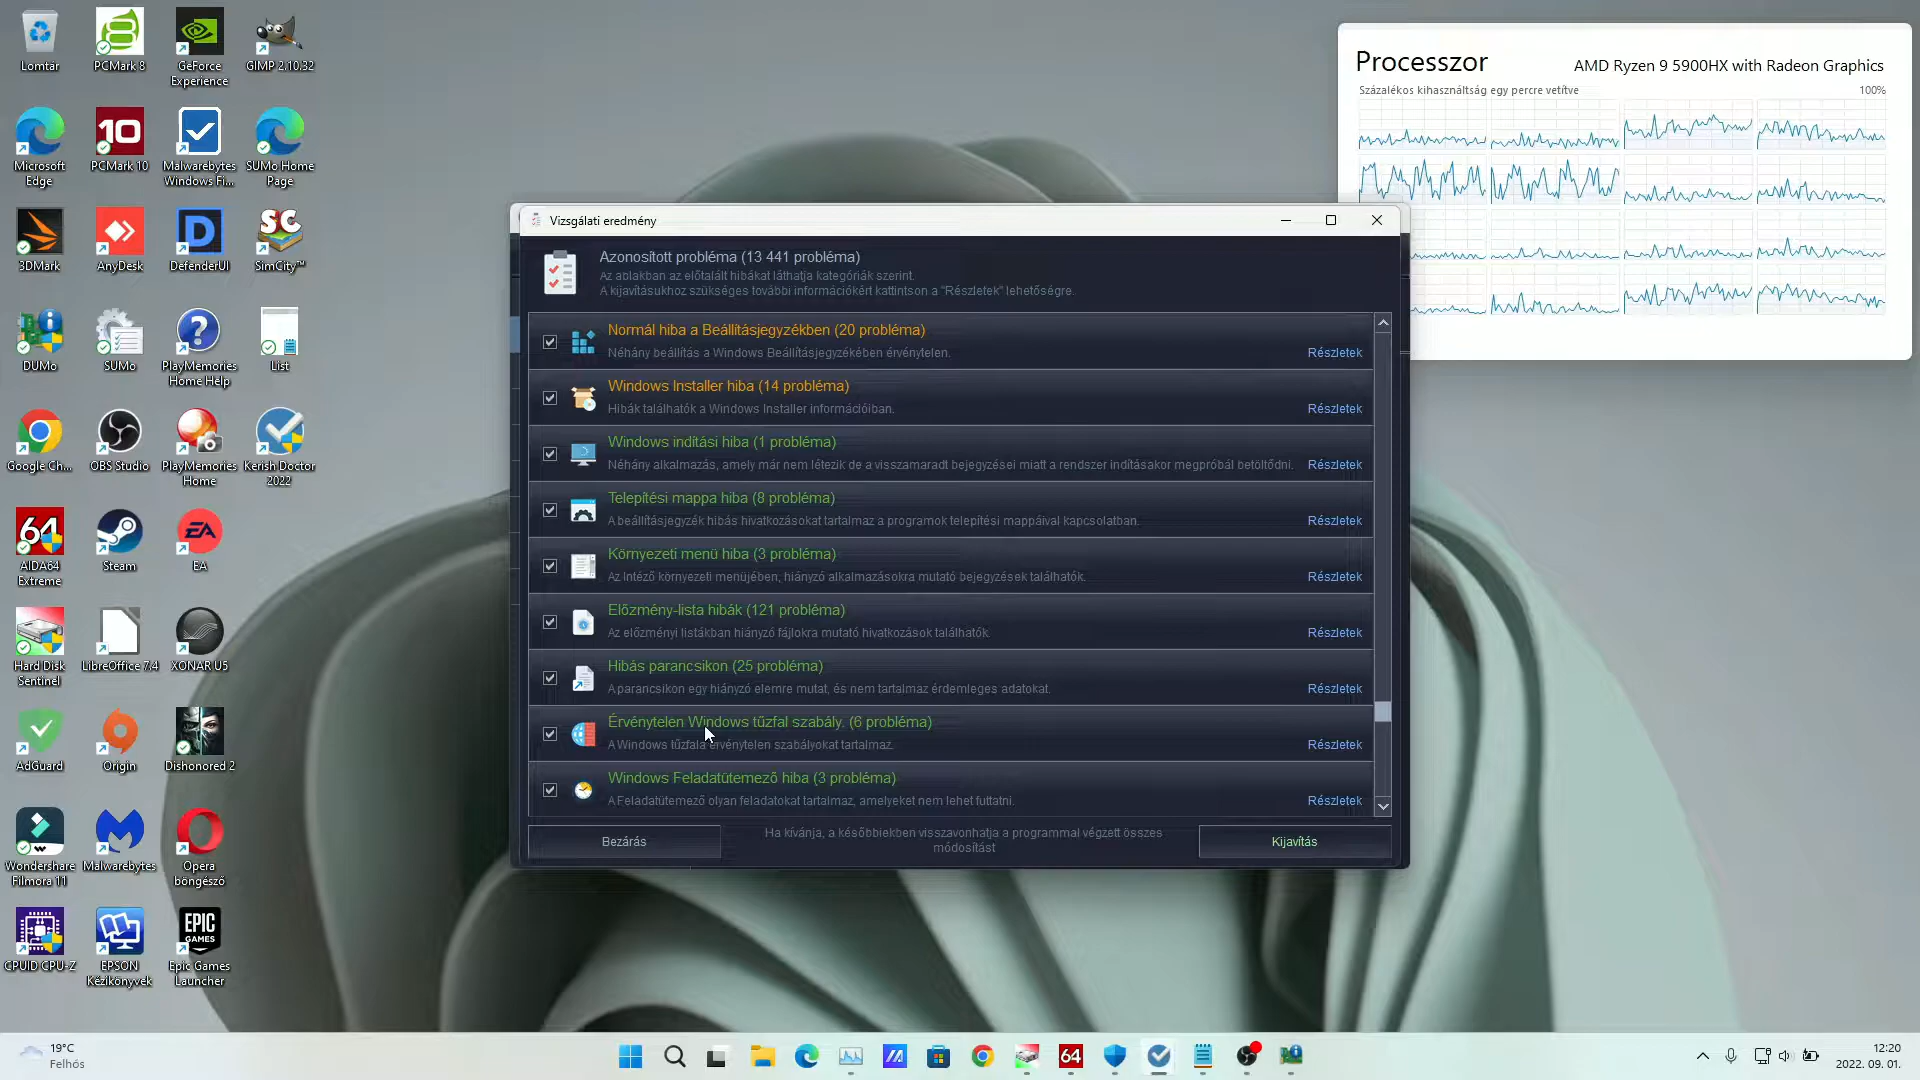 Lomtár
PCMark 8
GeForce
Experience
GIMP 2.10.32
Microsoft
Edge
PCMark 10
Malwarebytes
Windows Fi...
SUMo Home
Page
3DMark
AnyDesk
DefenderUI
SimCity™
DUMo
SUMo
PlayMemories
Home Help
List
Google Ch...
OBS Studio
PlayMemories
Home
Kerish Doctor
2022
AIDA64
Extreme
Steam
EA
Hard Disk
Sentinel
LibreOffice 7.4
XONAR U5
AdGuard
Origin
Dishonored 2
Wondershare
Filmora 11
Malwarebytes
Opera
böngésző
CPUID CPU-Z
EPSON
Kézikönyvek
Epic Games
Launcher
Processzor
AMD Ryzen 9 5900HX with Radeon Graphics
Százalékos kihasználtság egy percre vetítve
100%
Vizsgálati eredmény
Azonosított probléma (13 441 probléma)
Az ablakban az előtalált hibákat láthatja kategóriák szerint.
A kijavításukhoz szükséges további információkért kattintson a "Részletek" lehetőségre.
Normál hiba a Beállításjegyzékben (20 probléma)
Néhány beállítás a Windows Beállításjegyzékében érvénytelen.
Részletek
Windows Installer hiba (14 probléma)
Hibák találhatók a Windows Installer információiban.
Részletek
Windows indítási hiba (1 probléma)
Néhány alkalmazás, amely már nem létezik de a visszamaradt bejegyzései miatt a rendszer indításakor megpróbál betöltődni.
Részletek
Telepítési mappa hiba (8 probléma)
A beállításjegyzék hibás hivatkozásokat tartalmaz a programok telepítési mappáival kapcsolatban.
Részletek
Környezeti menü hiba (3 probléma)
Az Intéző környezeti menüjében, hiányzó alkalmazásokra mutató bejegyzések találhatók.
Részletek
Előzmény-lista hibák (121 probléma)
Az előzményi listákban hiányzó fájlokra mutató hivatkozások találhatók.
Részletek
Hibás parancsikon (25 probléma)
A parancsikon egy hiányzó elemre mutat, és nem tartalmaz érdemleges adatokat.
Részletek
Érvénytelen Windows tűzfal szabály. (6 probléma)
A Windows tűzfala érvénytelen szabályokat tartalmaz.
Részletek
Windows Feladatütemező hiba (3 probléma)
A Feladatütemező olyan feladatokat tartalmaz, amelyeket nem lehet futtatni.
Részletek
Bezárás
Ha kívánja, a későbbiekben visszavonhatja a programmal végzett összes
módosítást
Kijavítás
19°C
Felhős
64
12:20
2022. 09. 01.